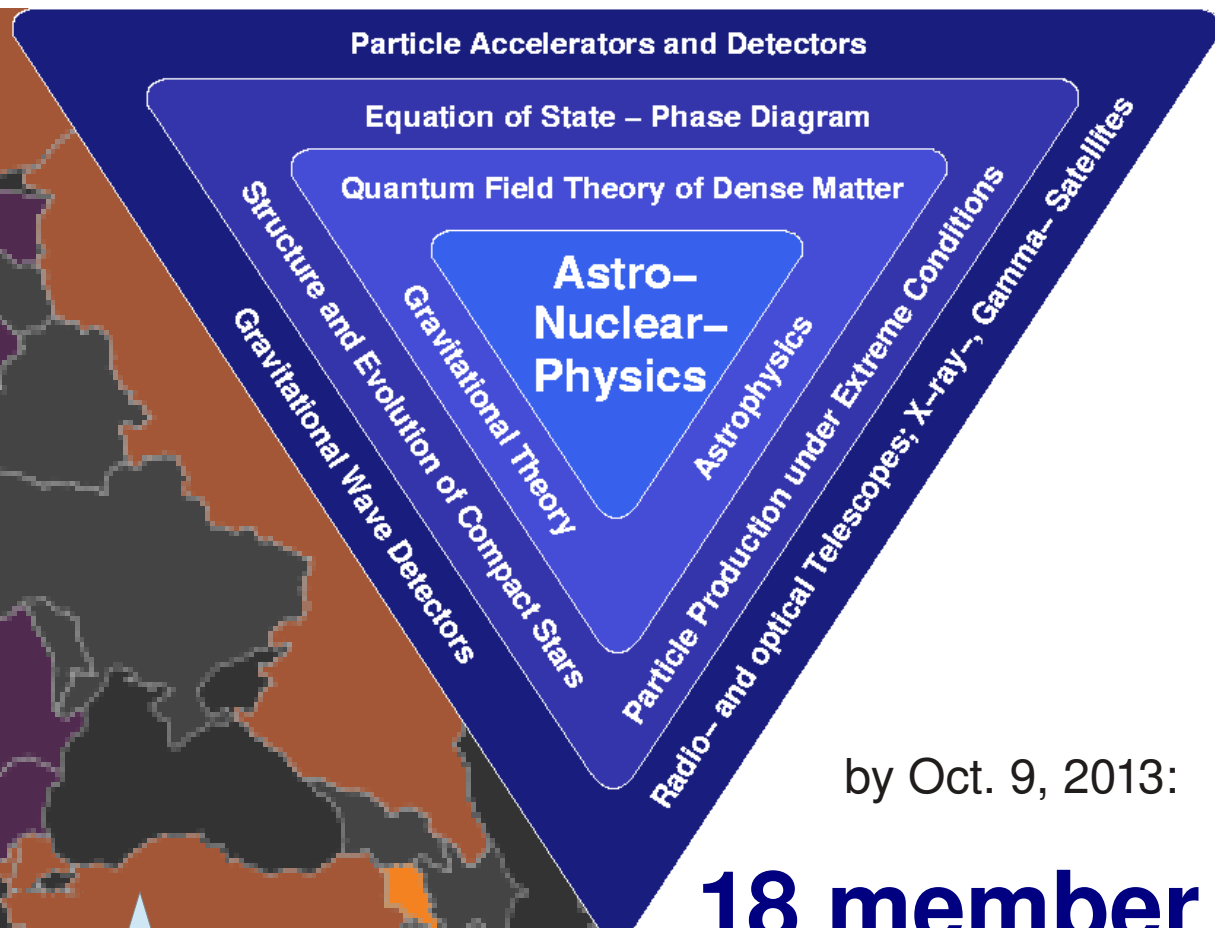 Particle Accelerators and Detectors
Equation of State – Phase Diagram
Quantum Field Theory of Dense Matter
Astro–
Nuclear–
Physics
Gravitational Theory
Astrophysics
Structure and Evolution of Compact Stars
Particle Production under Extreme Conditions
Gravitational Wave Detectors
Radio– and optical Telescopes; X–ray–, Gamma– Satellites
by Oct. 9, 2013:
18 member